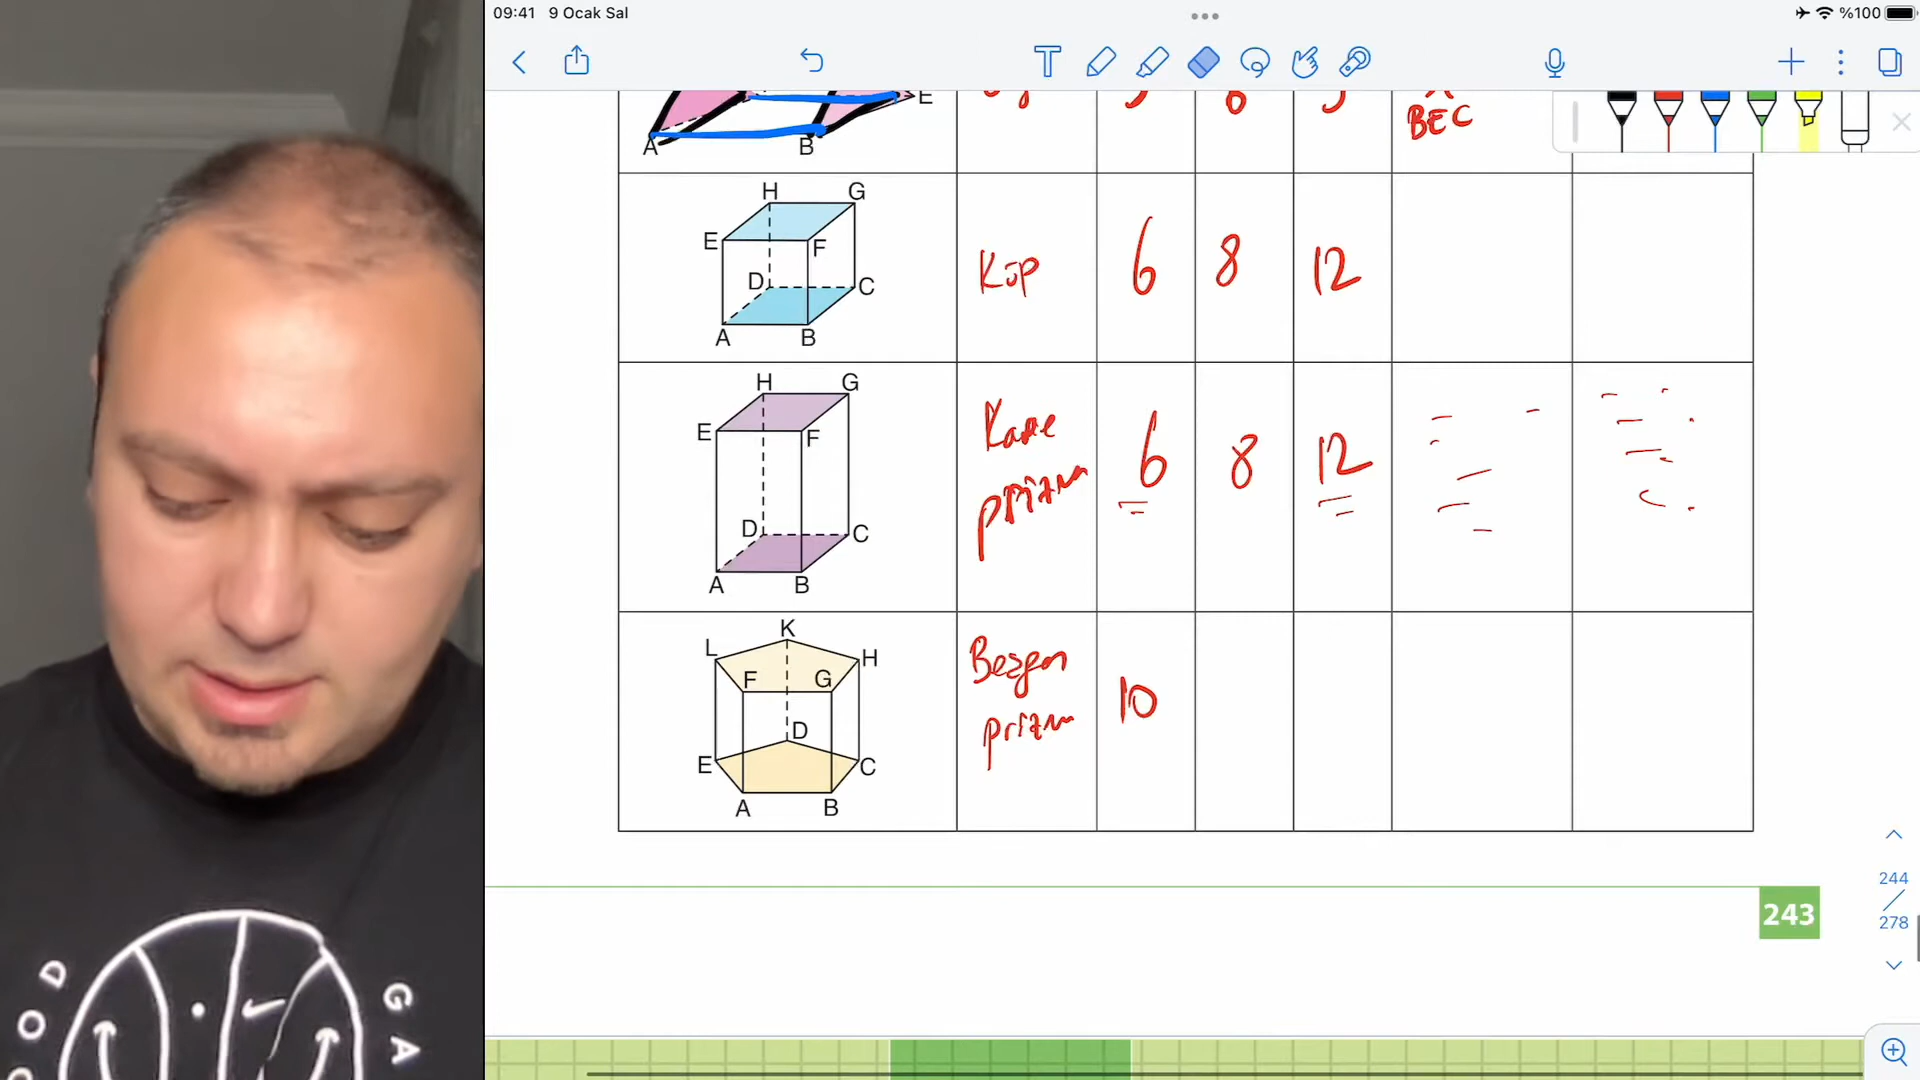 09:41 9 Ocak Sal
%100
E
A B
BEC
H G
E F
D C
A B
Küp 6 8 12
H G
E F
D C
A B
Kare 6 8 12
prizma
K
L H
F G
D
E C
A B
Beşgen
prizma 10
244
278
243
D
O
G
A